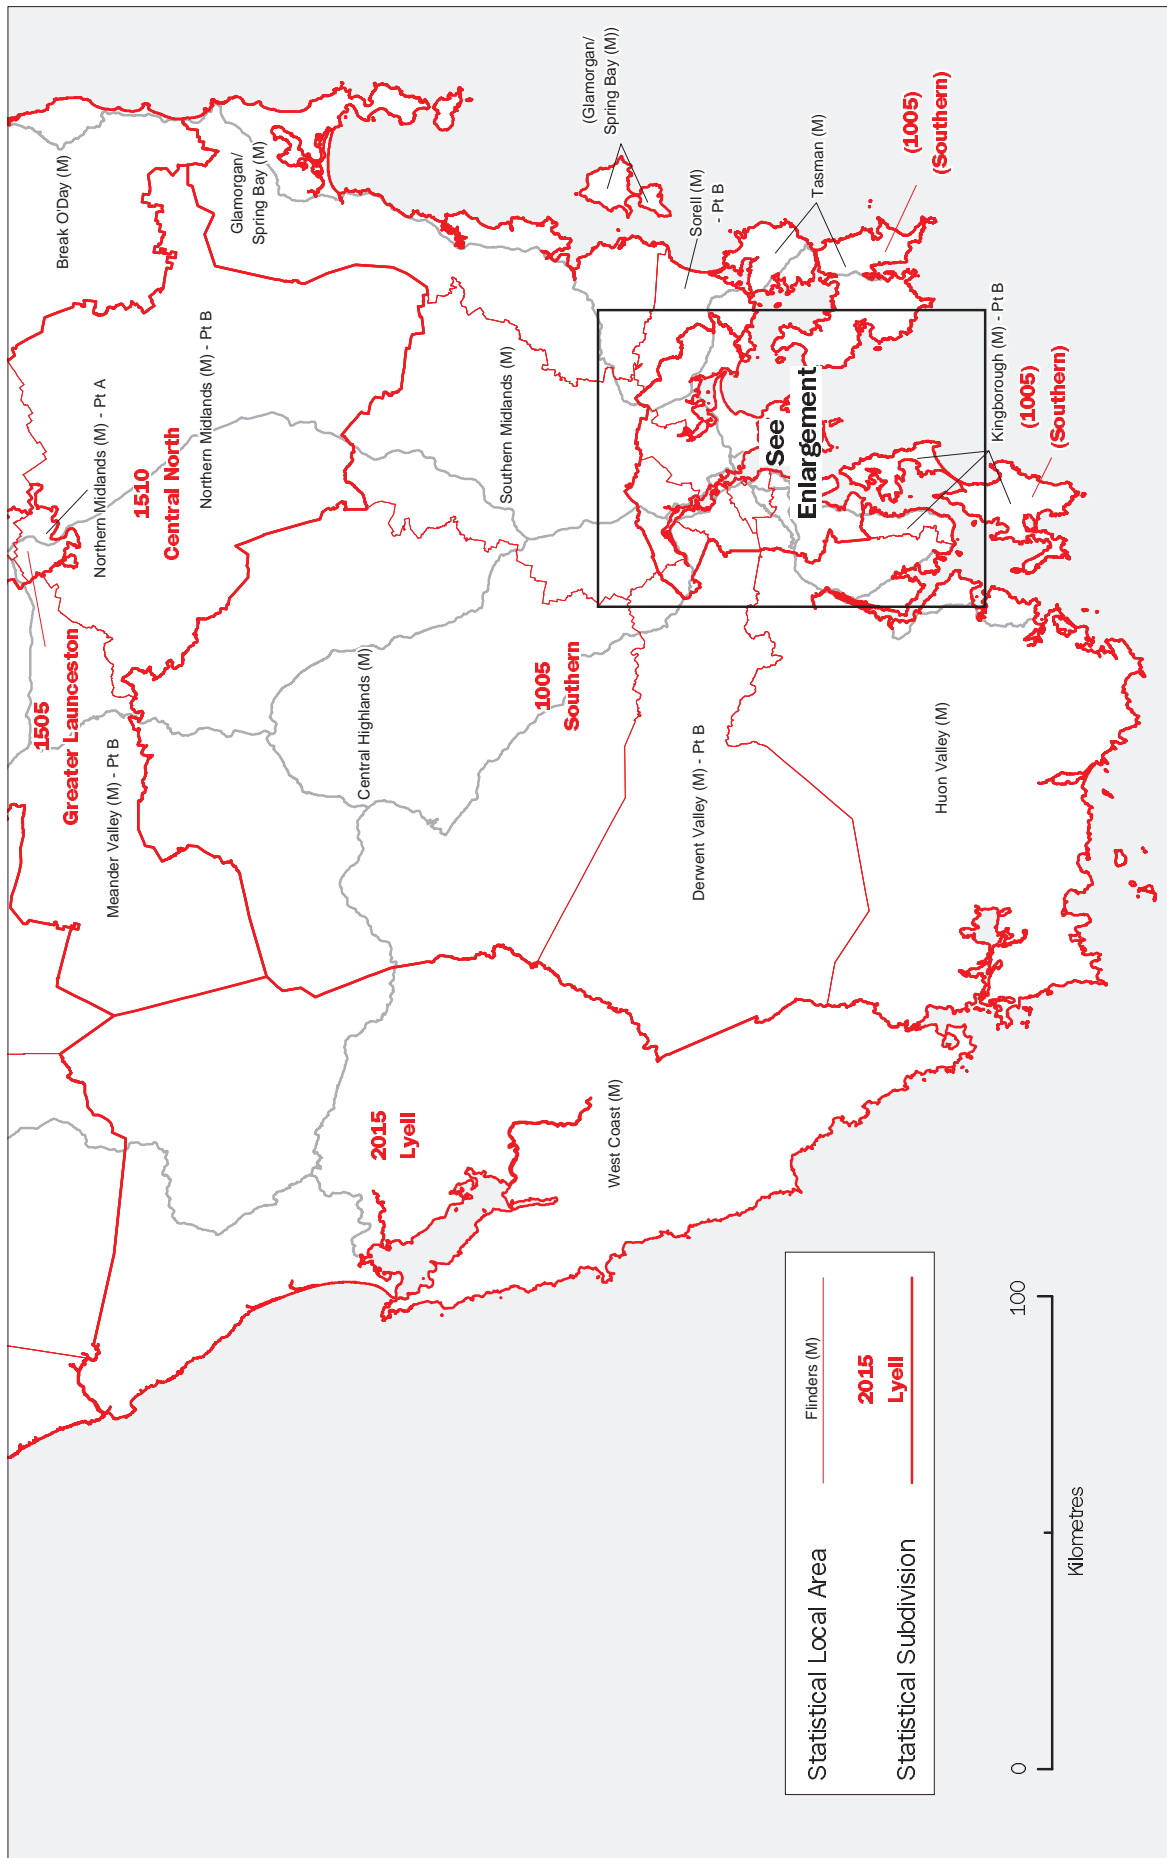 1505
Greater Launceston
Meander Valley (M) - Pt B
Northern Midlands (M) - Pt A
1510
Central North
Northern Midlands (M) - Pt B
Break O'Day (M)
Glamorgan/
Spring Bay (M)
2015
Lyell
Central Highlands (M)
Southern Midlands (M)
1005
Southern
(Glamorgan/
Spring Bay (M))
West Coast (M)
Derwent Valley (M) - Pt B
Sorell (M)
- Pt B
See
Enlargement
Tasman (M)
Huon Valley (M)
(1005)
(Southern)
Kingborough (M) - Pt B
(1005)
(Southern)
Statistical Local Area
Flinders (M)
Statistical Subdivision
2015
Lyell
0
100
Kilometres